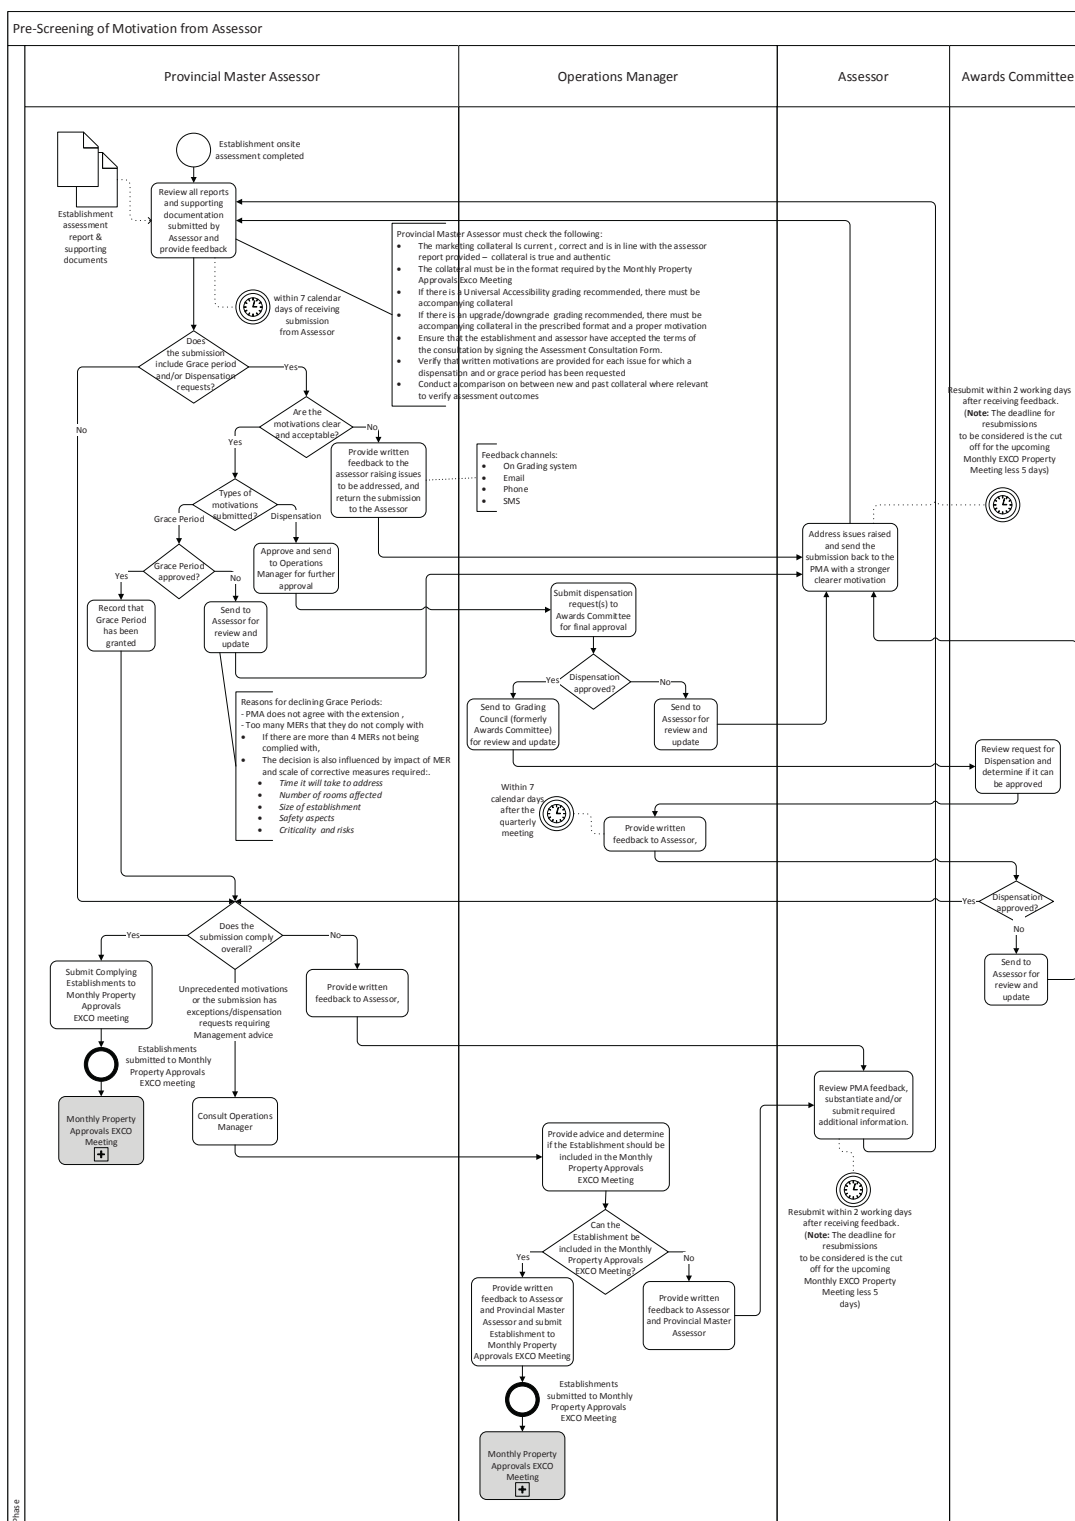 Pre-Screening of Motivation from Assessor
Provincial Master Assessor
Operations Manager
Assessor
Awards Committee
Establishment onsite
assessment completed
Review all reports
and supporting
documentation
submitted by
Assessor and
provide feedback
Establishment
assessment
report &
supporting
documents
within 7 calendar
days of receiving
submission
from Assessor
Provincial Master Assessor must check the following:
• The marketing collateral Is current , correct and is in line with the assessor
report provided – collateral is true and authentic
• The collateral must be in the format required by the Monthly Property
Approvals Exco Meeting
• If there is a Universal Accessibility grading recommended, there must be
accompanying collateral
• If there is an upgrade/downgrade grading recommended, there must be
accompanying collateral in the prescribed format and a proper motivation
• Ensure that the establishment and assessor have accepted the terms of
the consultation by signing the Assessment Consultation Form.
• Verify that written motivations are provided for each issue for which a
dispensation and or grace period has been requested
• Conduct a comparison on between new and past collateral where relevant
to verify assessment outcomes
Does
the submission
include Grace period
and/or Dispensation
requests?
Yes
No
Are the
motivations clear
and acceptable?
Yes
No
Provide written
feedback to the
assessor raising issues
to be addressed, and
return the submission
to the Assessor
Feedback channels:
• On Grading system
• Email
• Phone
• SMS
Resubmit within 2 working days
after receiving feedback.
(Note: The deadline for
resubmissions
to be considered is the cut
off for the upcoming
Monthly EXCO Property
Meeting less 5 days)
Types of
motivations
submitted?
Grace Period
Dispensation
Address issues raised
and send the
submission back to the
PMA with a stronger
clearer motivation
Grace Period
approved?
Yes
No
Approve and send
to Operations
Manager for further
approval
Record that
Grace Period
has been
granted
Send to
Assessor for
review and
update
Submit dispensation
request(s) to
Awards Committee
for final approval
Dispensation
approved?
Yes
No
Send to Grading
Council (formerly
Awards Committee)
for review and update
Send to
Assessor for
review and
update
Reasons for declining Grace Periods:
- PMA does not agree with the extension ,
- Too many MERs that they do not comply with
• If there are more than 4 MERs not being
complied with,
• The decision is also influenced by impact of MER
and scale of corrective measures required:.
• Time it will take to address
• Number of rooms affected
• Size of establishment
• Safety aspects
• Criticality and risks
Review request for
Dispensation and
determine if it can
be approved
Within 7
calendar days
after the
quarterly
meeting
Provide written
feedback to Assessor,
Dispensation
approved?
Yes
No
Send to
Assessor for
review and
update
Does the
submission comply
overall?
Yes
No
Submit Complying
Establishments to
Monthly Property
Approvals
EXCO meeting
Unprecedented motivations
or the submission has
exceptions/dispensation
requests requiring
Management advice
Provide written
feedback to Assessor,
Establishments
submitted to Monthly
Property Approvals
EXCO meeting
Monthly Property
Approvals EXCO
Meeting
Consult Operations
Manager
Review PMA feedback,
substantiate and/or
submit required
additional information.
Provide advice and determine
if the Establishment should be
included in the Monthly
Property Approvals
EXCO Meeting
Resubmit within 2 working days
after receiving feedback.
(Note: The deadline for
resubmissions
to be considered is the cut
off for the upcoming
Monthly EXCO Property
Meeting less 5
days)
Can the
Establishment be
included in the Monthly
Property Approvals
EXCO Meeting?
Yes
No
Provide written
feedback to Assessor
and Provincial Master
Assessor and submit
Establishment to
Monthly Property
Approvals EXCO Meeting
Provide written
feedback to Assessor
and Provincial Master
Assessor
Establishments
submitted to Monthly
Property Approvals
EXCO Meeting
Monthly Property
Approvals EXCO
Meeting
Phase